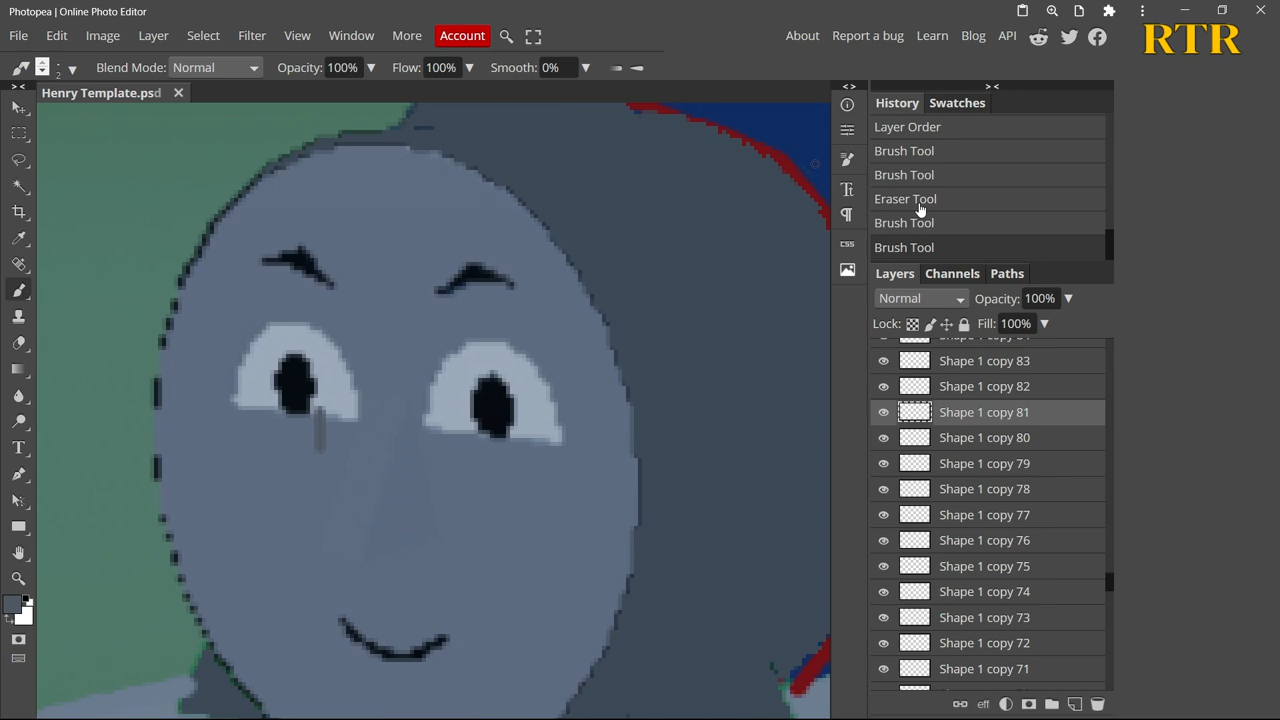 Photopea | Online Photo Editor
File Edit Image Layer Select Filter View Window More Account About Report a bug Learn Blog API RTR
2 Blend Mode: Normal Opacity: 100% Flow: 100% Smooth: 0%
Henry Template.psd
History Swatches
Layer Order
Brush Tool
Brush Tool
Eraser Tool
Brush Tool
Brush Tool
CSS
Layers Channels Paths
Normal Opacity: 100%
Lock: Fill: 100%
Shape 1 copy 83
Shape 1 copy 82
Shape 1 copy 81
Shape 1 copy 80
Shape 1 copy 79
Shape 1 copy 78
Shape 1 copy 77
Shape 1 copy 76
Shape 1 copy 75
Shape 1 copy 74
Shape 1 copy 73
Shape 1 copy 72
Shape 1 copy 71
eff